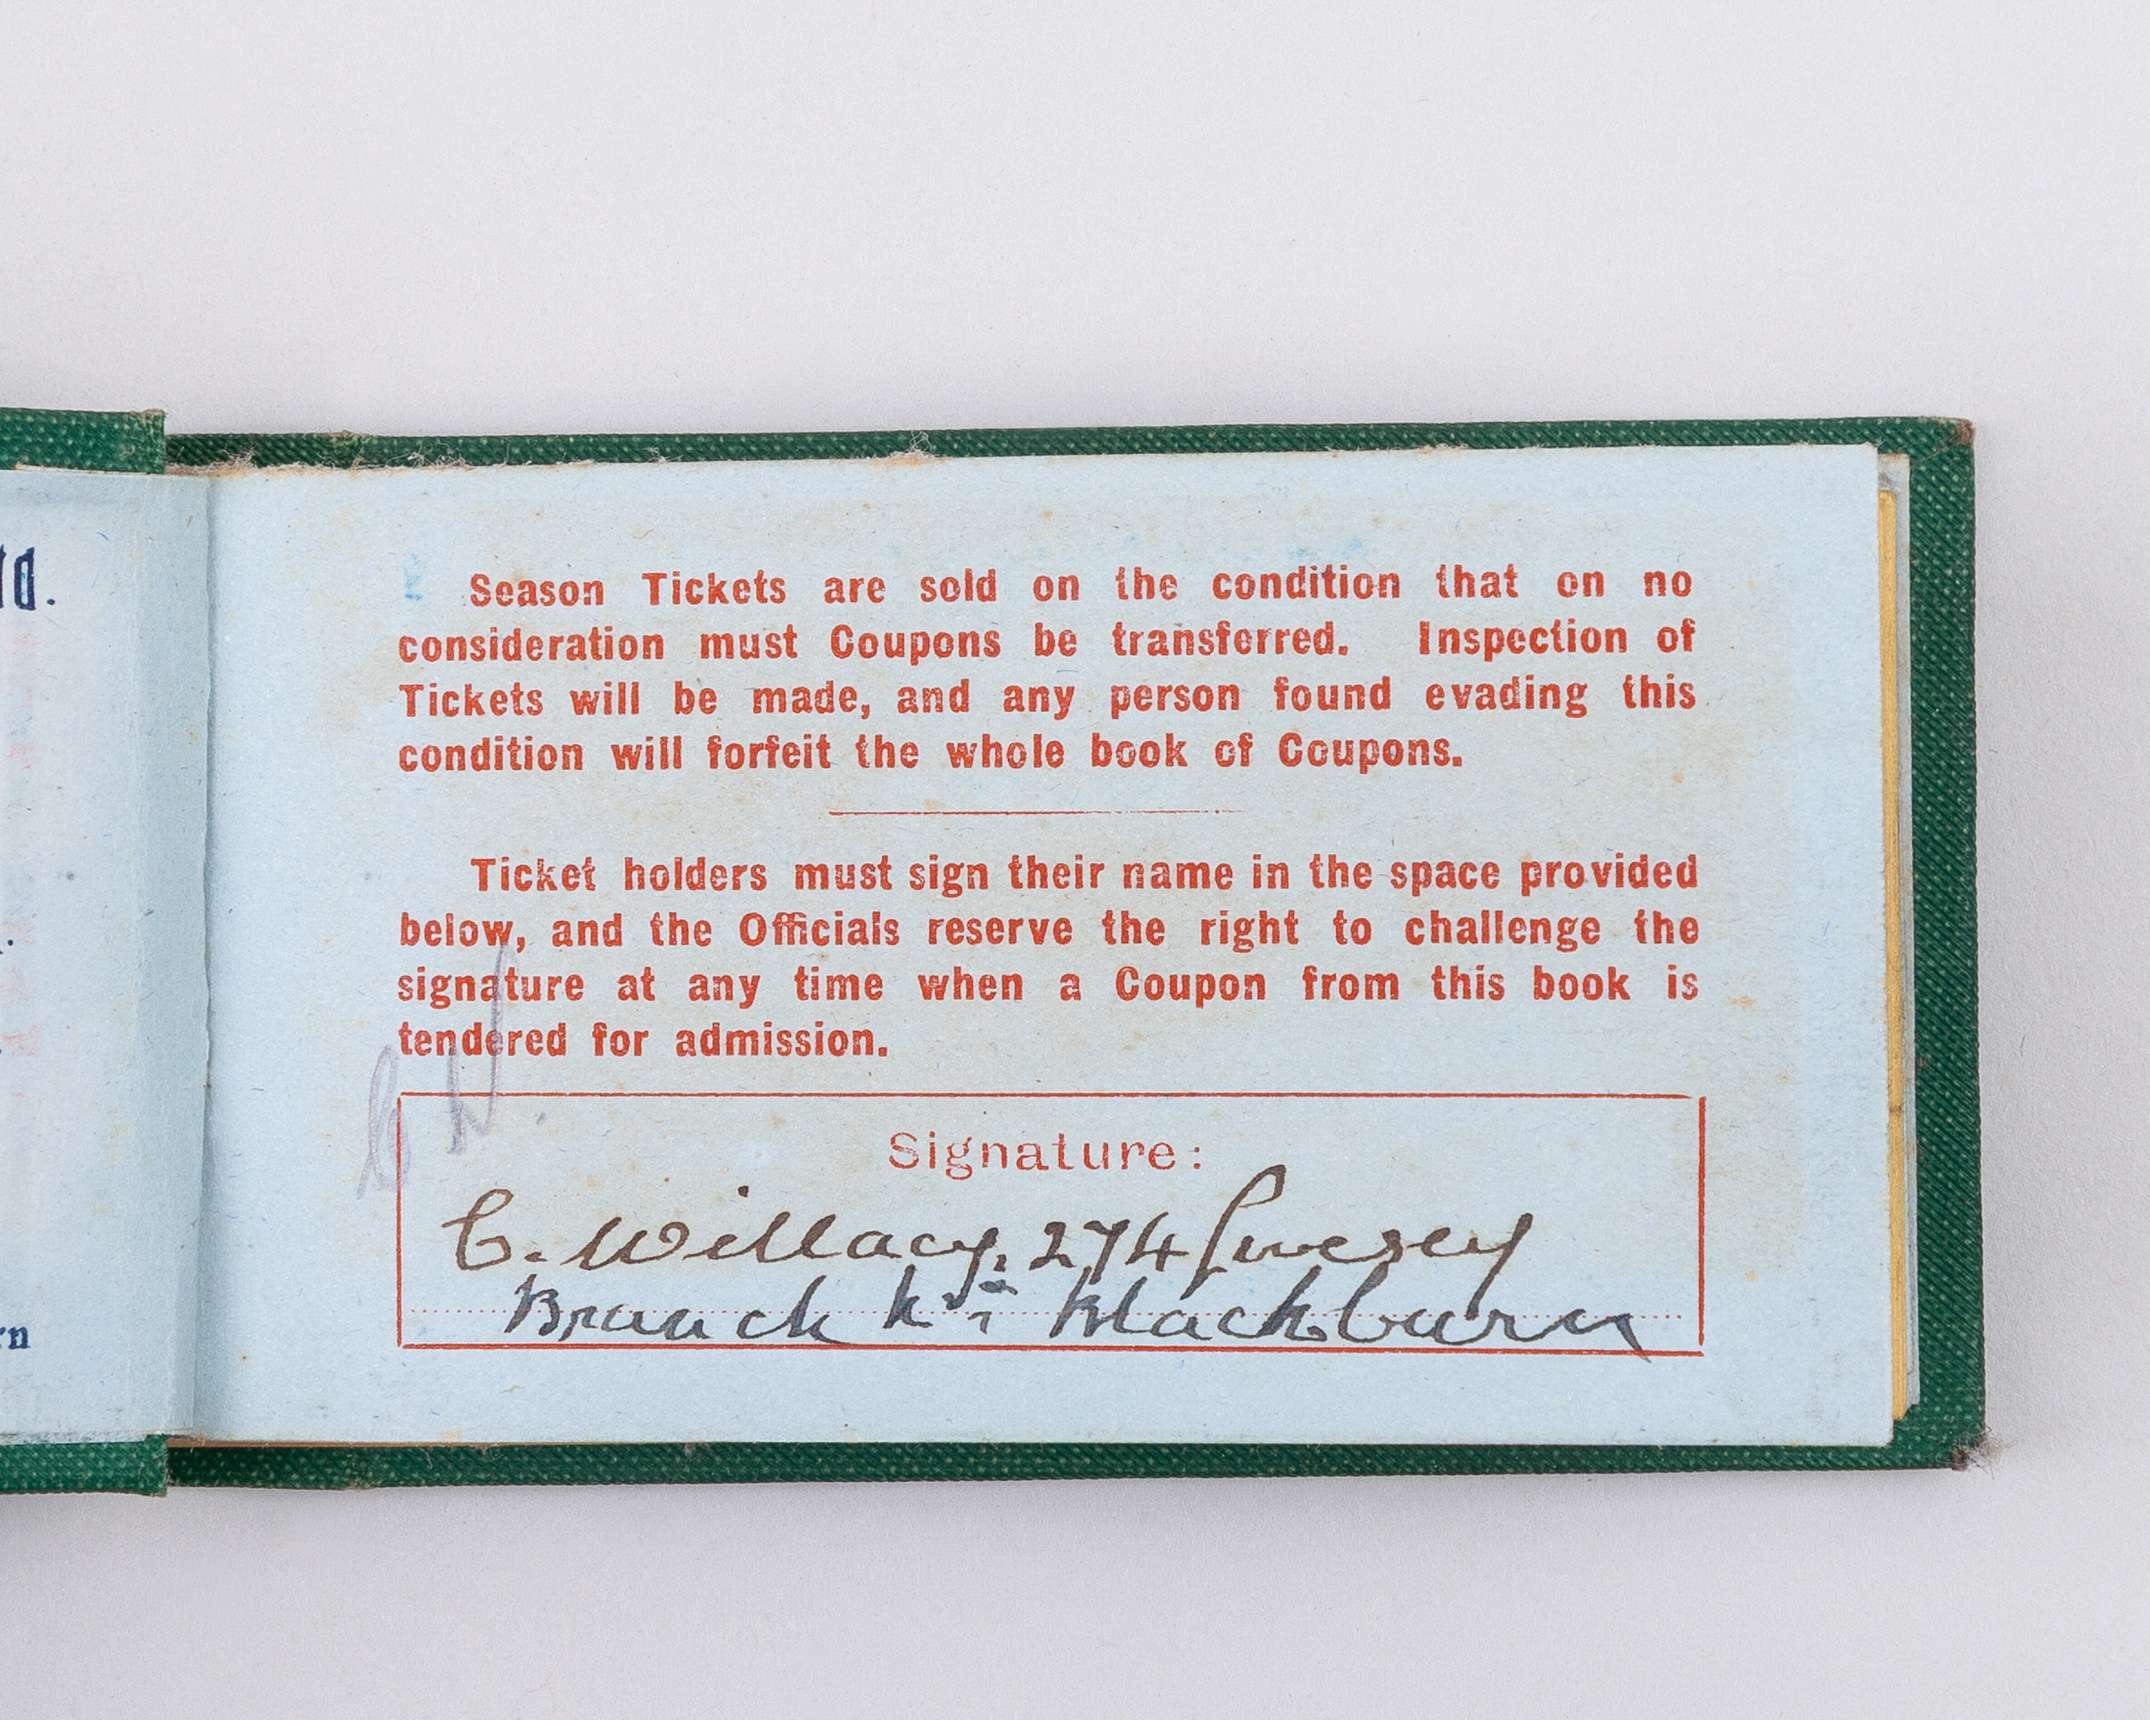 td.
rn
Season Tickets are sold on the condition that on no
consideration must Coupons be transferred. Inspection of
Tickets will be made, and any person found evading this
condition will forfeit the whole book of Coupons.
Ticket holders must sign their name in the space provided
below, and the Officials reserve the right to challenge the
signature at any time when a Coupon from this book is
tendered for admission.
Signature:
C. Willacy, 274 Livesey
Branch Rd Blackburn